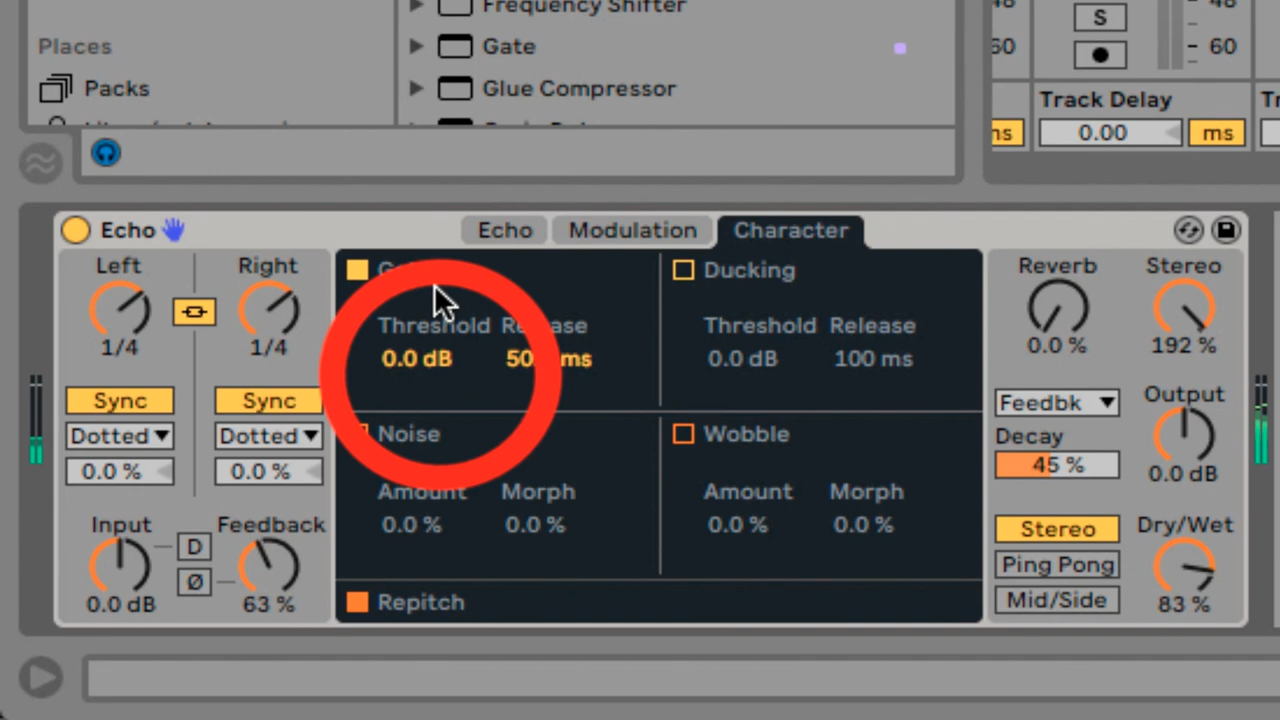 Frequency Shifter
Places
Gate
Packs
Glue Compressor
48
60
S
48
60
Track Delay
ms
0.00
ms
Echo
Echo
Modulation
Character
Left
Right
1/4
1/4
Sync
Sync
Dotted
Dotted
0.0 %
0.0 %
Input
Feedback
D
Ø
0.0 dB
63 %
Threshold
0.0 dB
Ducking
Threshold Release
0.0 dB 100 ms
Noise
Amount Morph
0.0 % 0.0 %
Wobble
Amount Morph
0.0 % 0.0 %
Repitch
Reverb
Stereo
0.0 %
192 %
Feedbk
Output
Decay
45 %
0.0 dB
Stereo
Dry/Wet
Ping Pong
Mid/Side
83 %